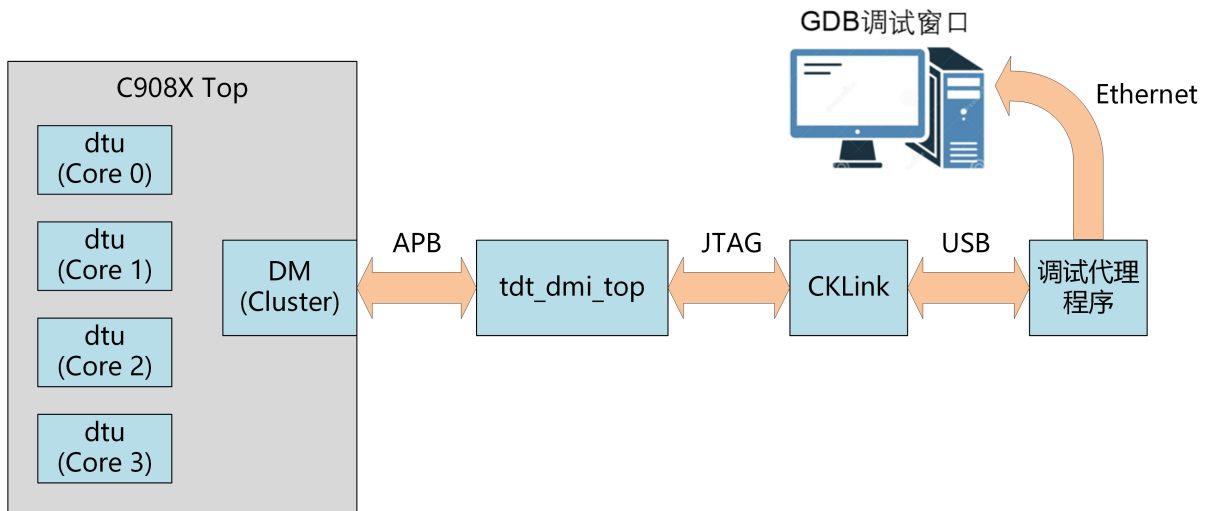 GDB调试窗口
Ethernet
C908X Top
dtu
(Core 0)
dtu
(Core 1)
dtu
(Core 2)
dtu
(Core 3)
DM
(Cluster)
APB
tdt_dmi_top
JTAG
CKLink
USB
调试代理
程序